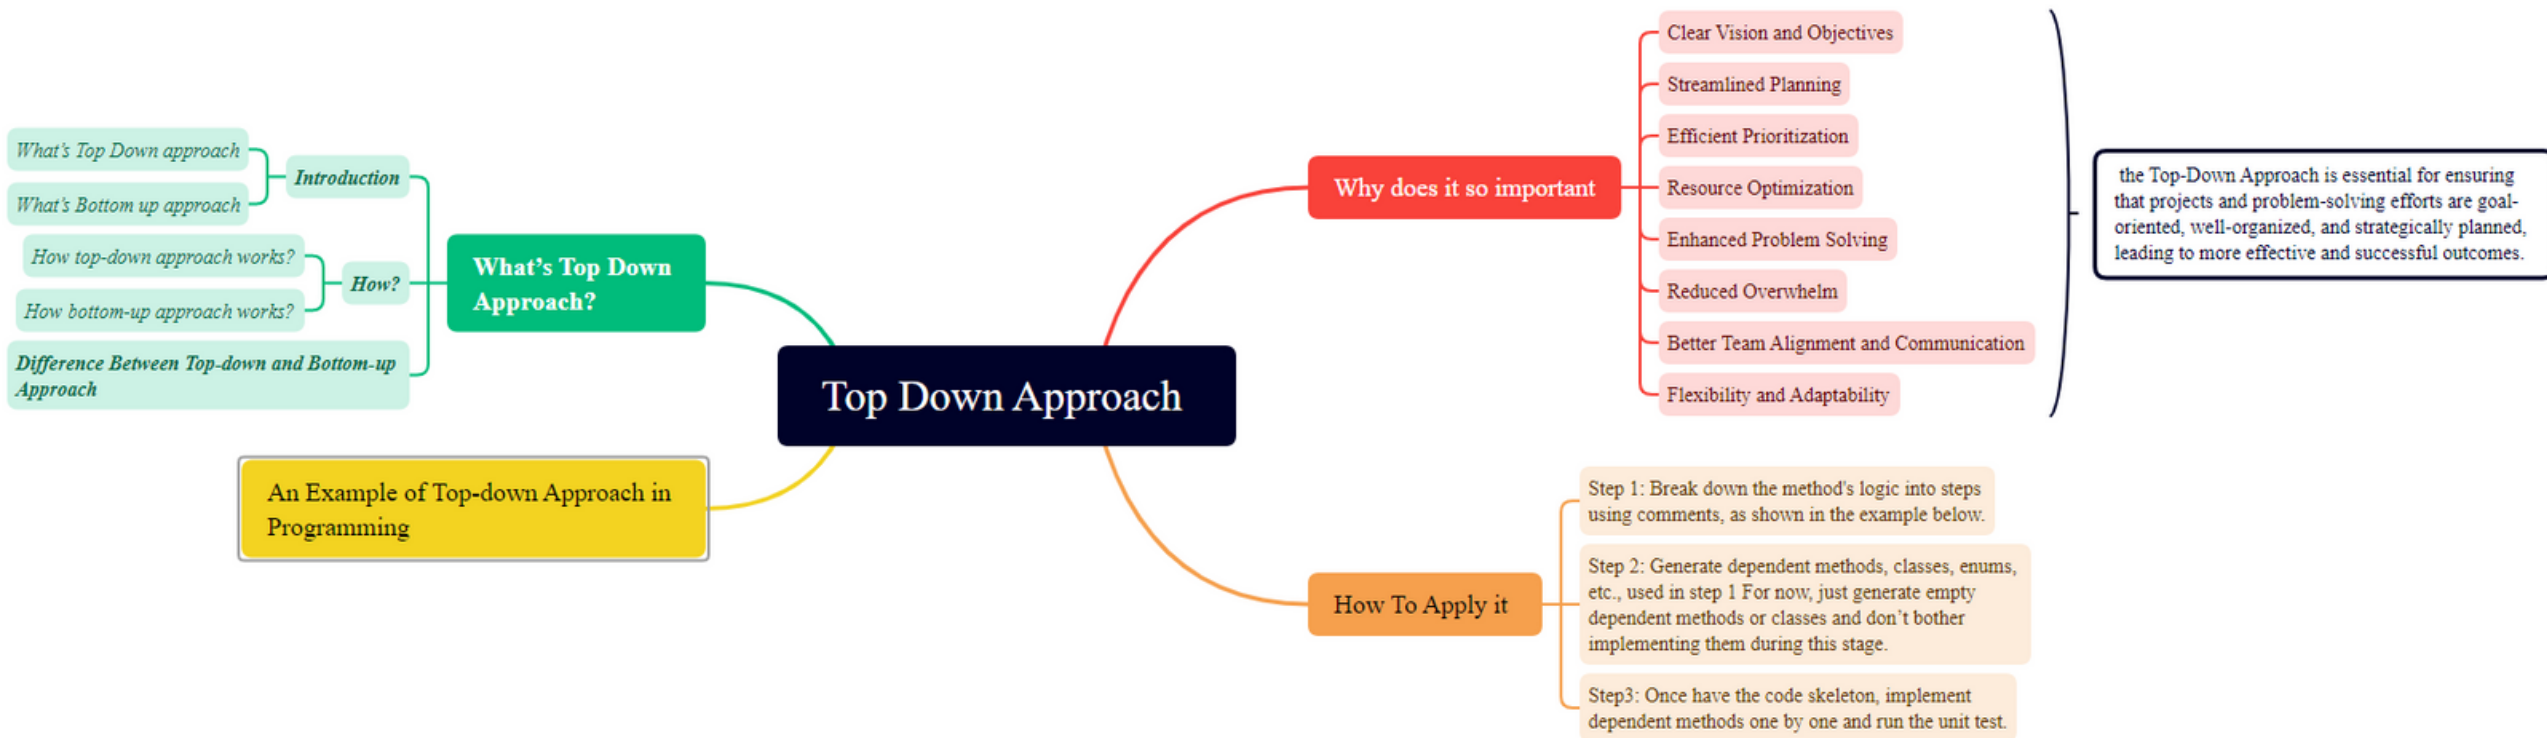 Top Down Approach
What's Top Down
Approach?
Introduction
What's Top Down approach
What's Bottom up approach
How?
How top-down approach works?
How bottom-up approach works?
Difference Between Top-down and Bottom-up
Approach
An Example of Top-down Approach in
Programming
Why does it so important
Clear Vision and Objectives
Streamlined Planning
Efficient Prioritization
Resource Optimization
Enhanced Problem Solving
Reduced Overwhelm
Better Team Alignment and Communication
Flexibility and Adaptability
the Top-Down Approach is essential for ensuring
that projects and problem-solving efforts are goal-
oriented, well-organized, and strategically planned,
leading to more effective and successful outcomes.
How To Apply it
Step 1: Break down the method's logic into steps
using comments, as shown in the example below.
Step 2: Generate dependent methods, classes, enums,
etc., used in step 1 For now, just generate empty
dependent methods or classes and don't bother
implementing them during this stage.
Step3: Once have the code skeleton, implement
dependent methods one by one and run the unit test.